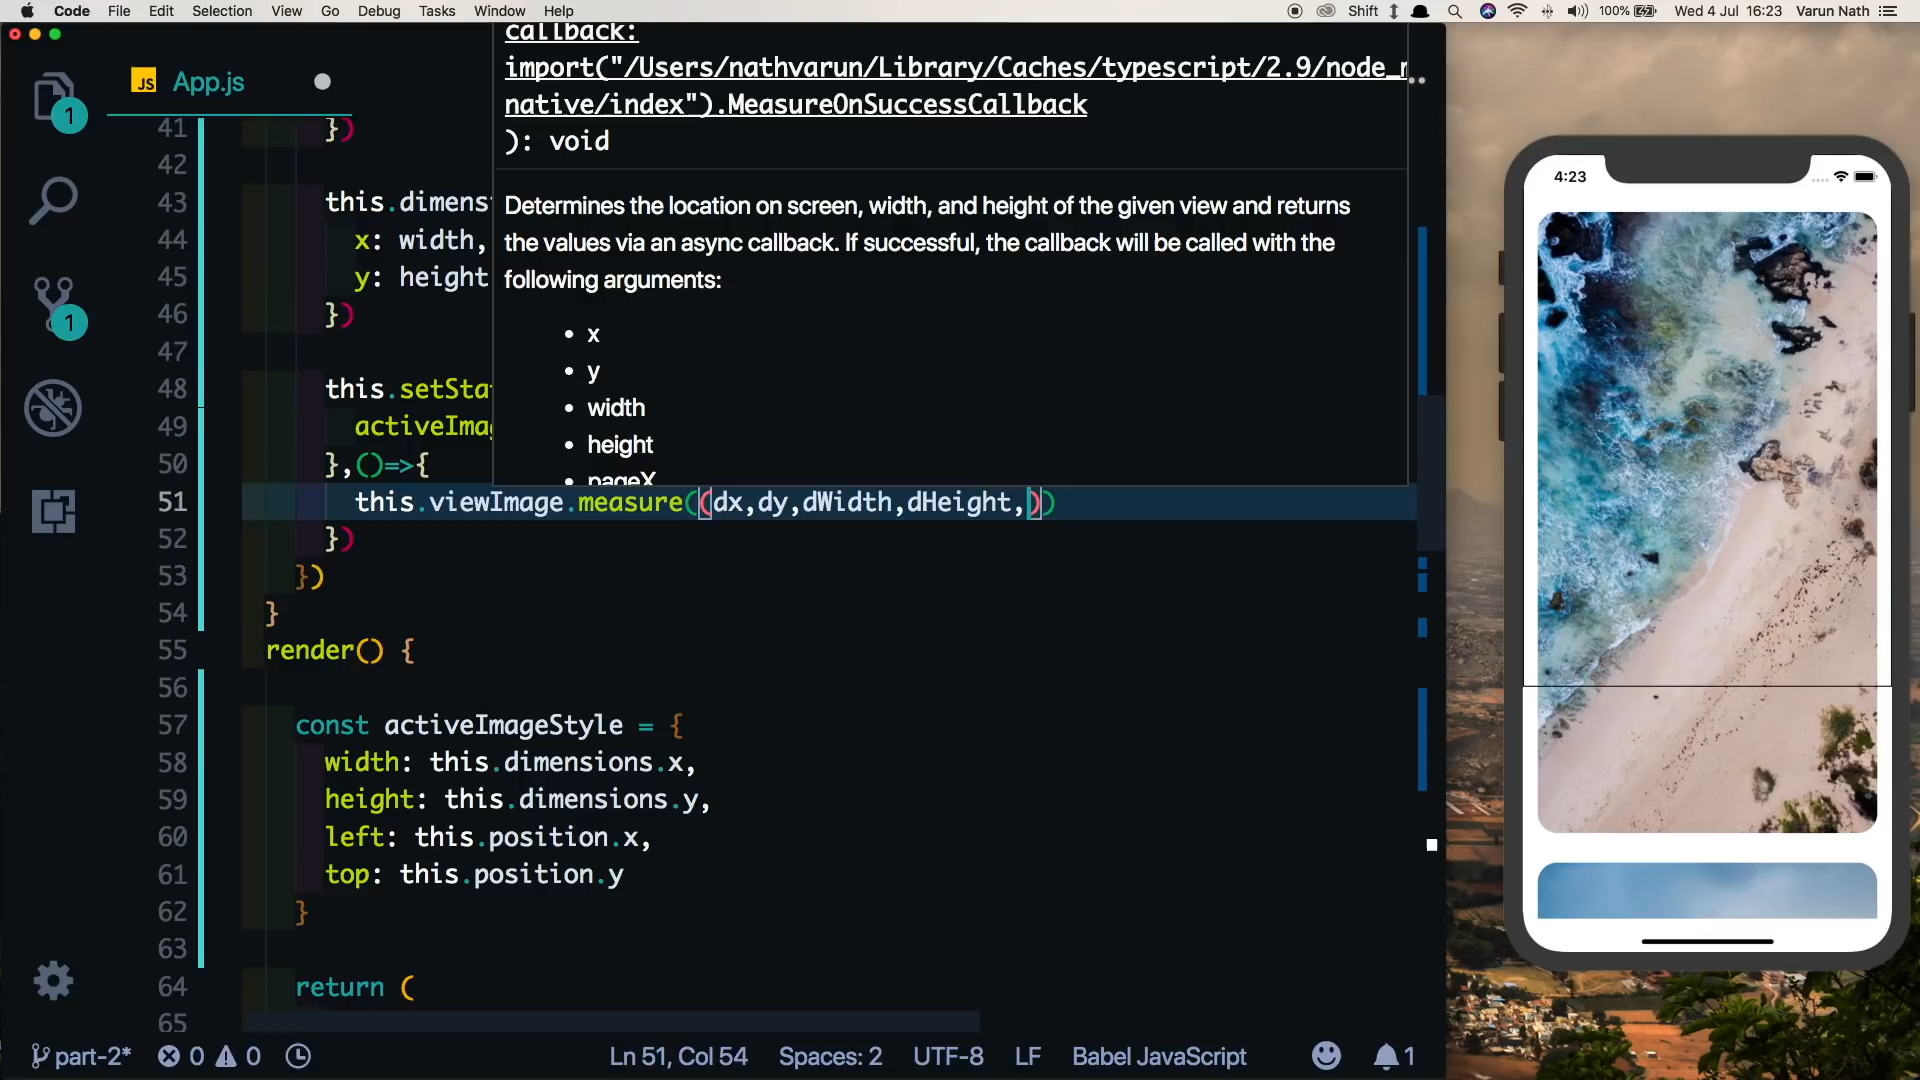 Code File Edit Selection View Go Debug Tasks Window Help
Shift 100% Wed 4 Jul 16:23 Varun Nath
JS App.js
1
1
callback:
import("/Users/nathvarun/Library/Caches/typescript/2.9/node_
native/index").MeasureOnSuccessCallback
): void
Determines the location on screen, width, and height of the given view and returns
the values via an async callback. If successful, the callback will be called with the
following arguments:
• x
• y
• width
• height
• pageX
41 })
42
43 this.dimens
44 x: width,
45 y: height
46 })
47
48 this.setSta
49 activeIma
50 },()=>{
51 this.viewImage.measure((dx,dy,dWidth,dHeight,))
52 })
53 })
54 }
55 render() {
56
57 const activeImageStyle = {
58 width: this.dimensions.x,
59 height: this.dimensions.y,
60 left: this.position.x,
61 top: this.position.y
62 }
63
64 return (
65
part-2* 0 0 Ln 51, Col 54 Spaces: 2 UTF-8 LF Babel JavaScript 1
4:23